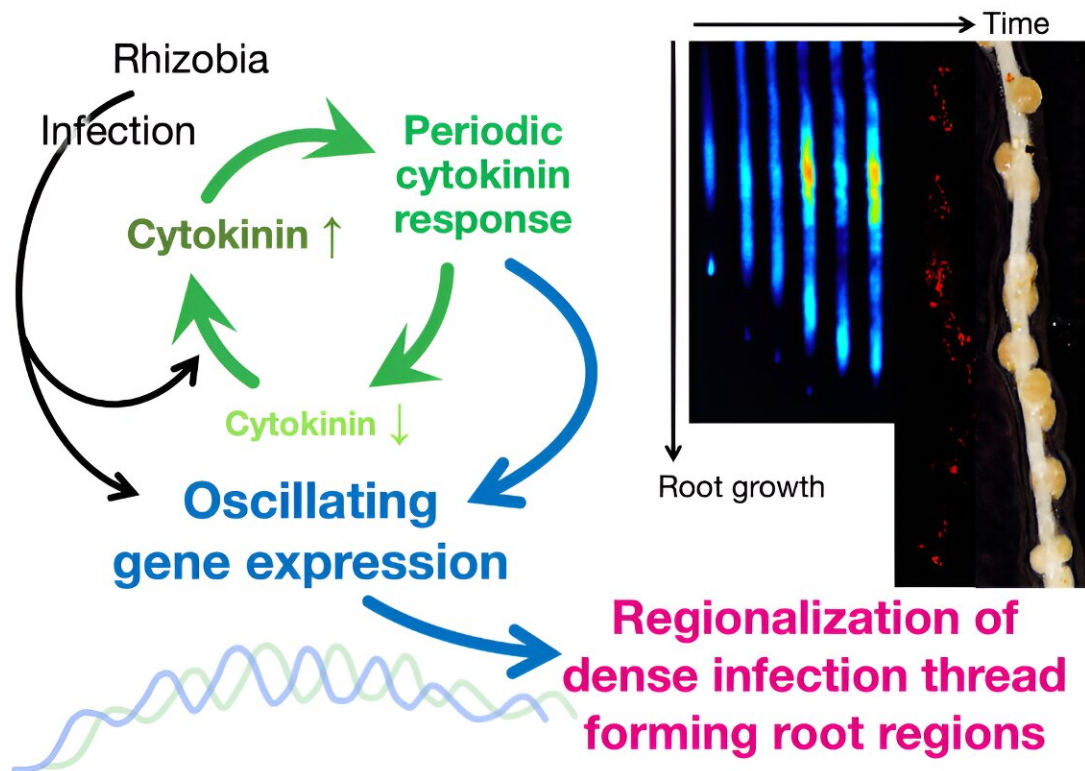 Rhizobia
Infection
Periodic
cytokinin
response
Cytokinin ↑
Cytokinin ↓
Oscillating
gene expression
Time
Root growth
Regionalization of
dense infection thread
forming root regions